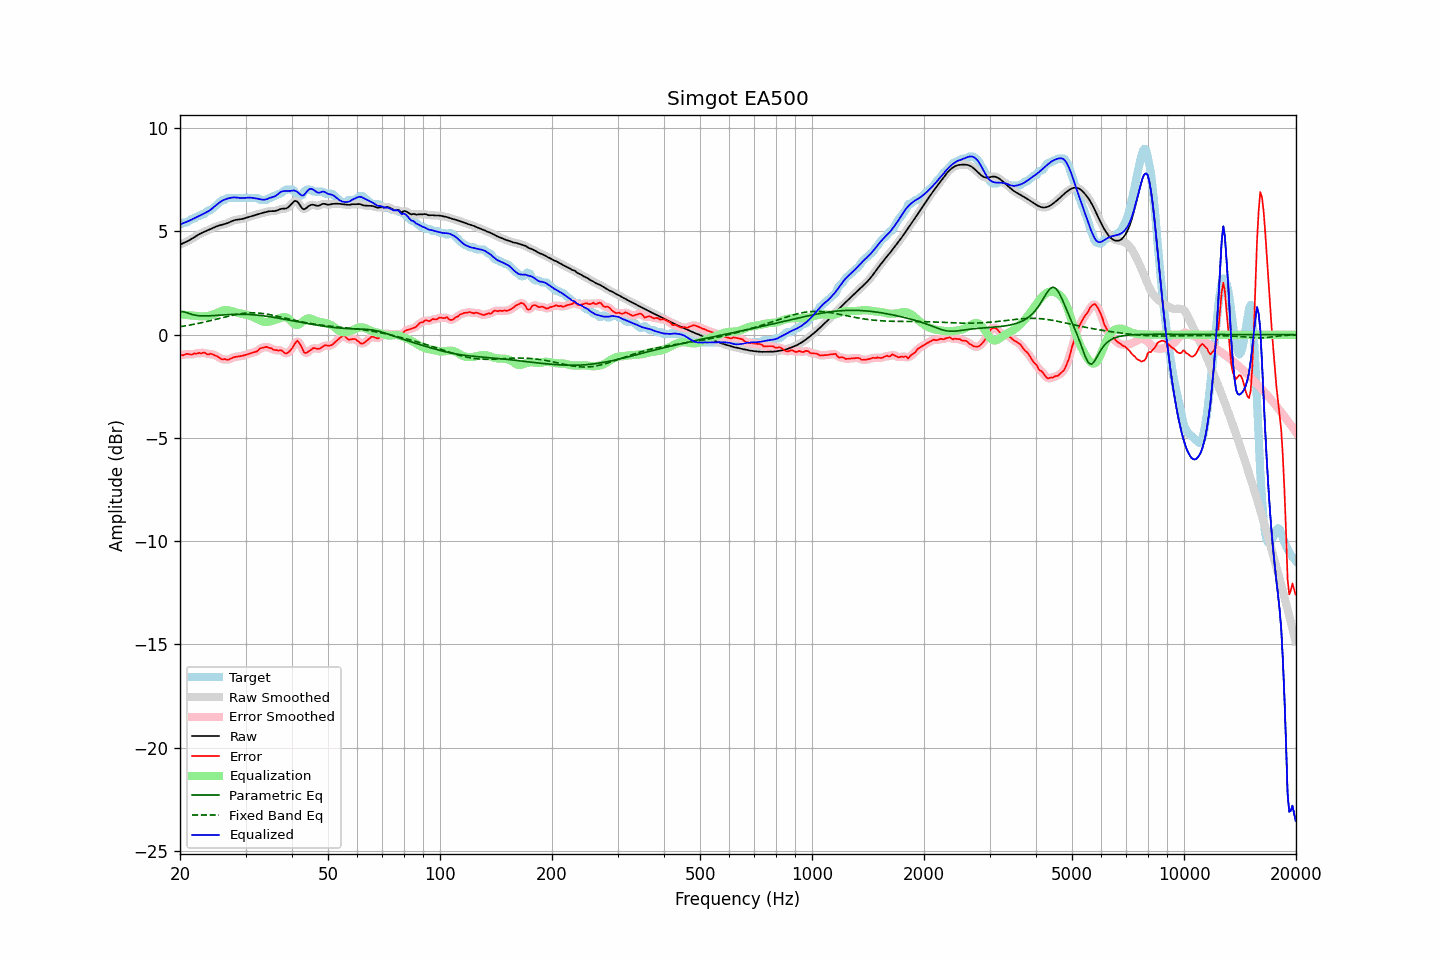 Simgot EA500
10
5
0
−5
−10
−15
−20
−25
Amplitude (dBr)
Target
Raw Smoothed
Error Smoothed
Raw
Error
Equalization
Parametric Eq
Fixed Band Eq
Equalized
20 50 100 200 500 1000 2000 5000 10000 20000
Frequency (Hz)